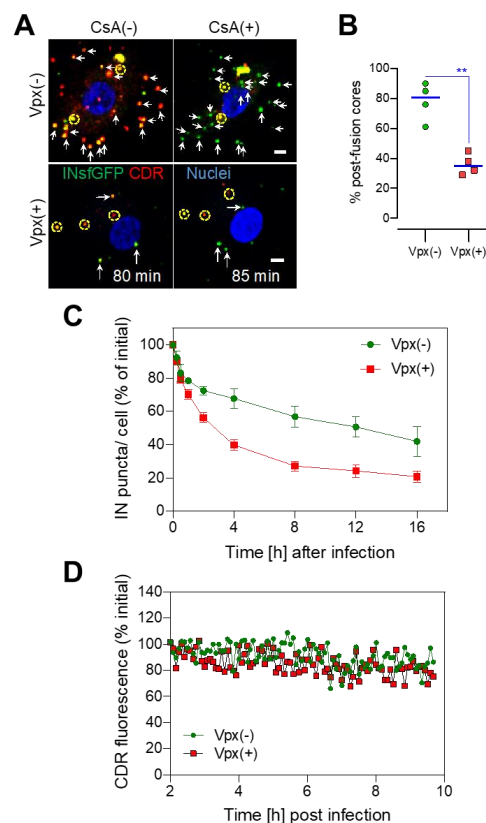 A
CsA(-)
CsA(+)
Vpx(-)
Vpx(+)
INsfGFP CDR
Nuclei
80 min
85 min
B
% post-fusion cores
100
80
60
40
20
0
**
Vpx(-)
Vpx(+)
C
IN puncta/ cell (% of initial)
100
80
60
40
20
0
Vpx(-)
Vpx(+)
0 4 8 12 16
Time [h] after infection
D
CDR fluorescence (% initial)
140
120
100
80
60
40
20
0
Vpx(-)
Vpx(+)
2 4 6 8 10
Time [h] post infection